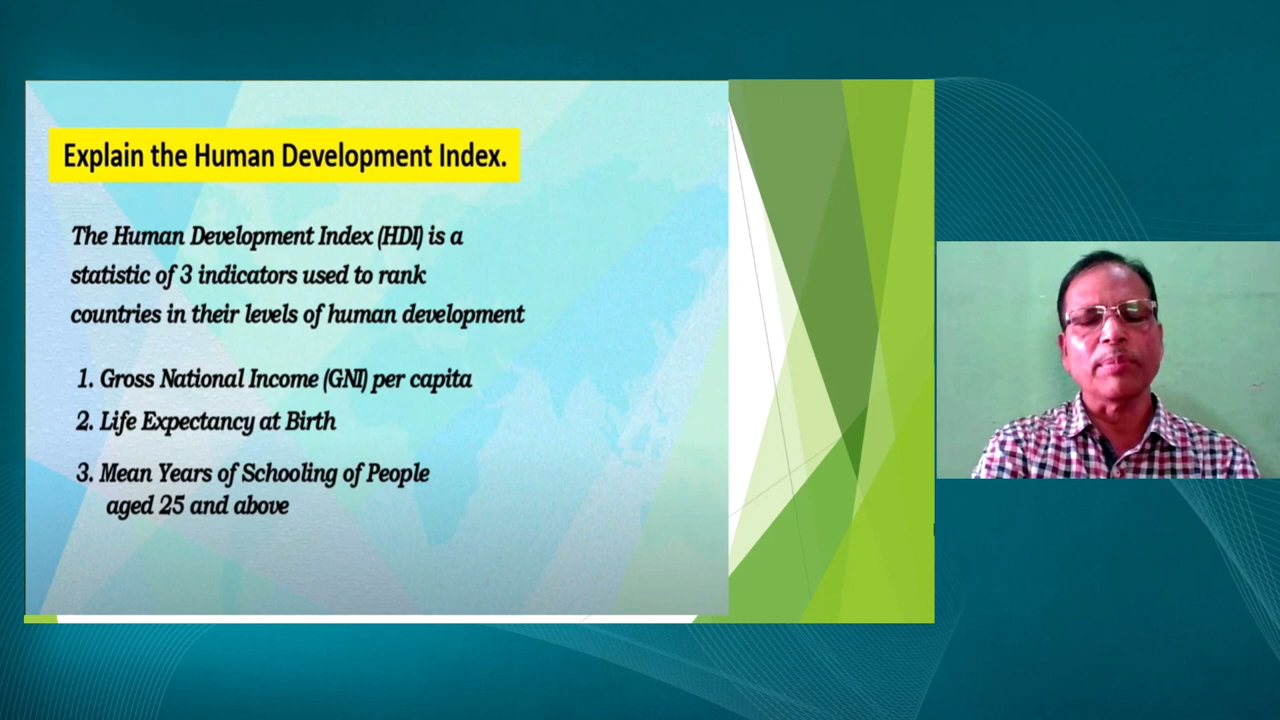 Explain the Human Development Index.
The Human Development Index (HDI) is a
statistic of 3 indicators used to rank
countries in their levels of human development
1. Gross National Income (GNI) per capita
2. Life Expectancy at Birth
3. Mean Years of Schooling of People
aged 25 and above